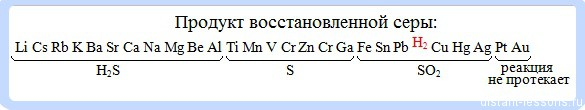 Продукт восстановленной серы:
Li Cs Rb K Ba Sr Ca Na Mg Be Al Ti Mn V Cr Zn Cr Ga Fe Sn Pb H₂ Cu Hg Ag Pt Au
H₂S S SO₂ реакция
не протекает
distant-lessons.ru